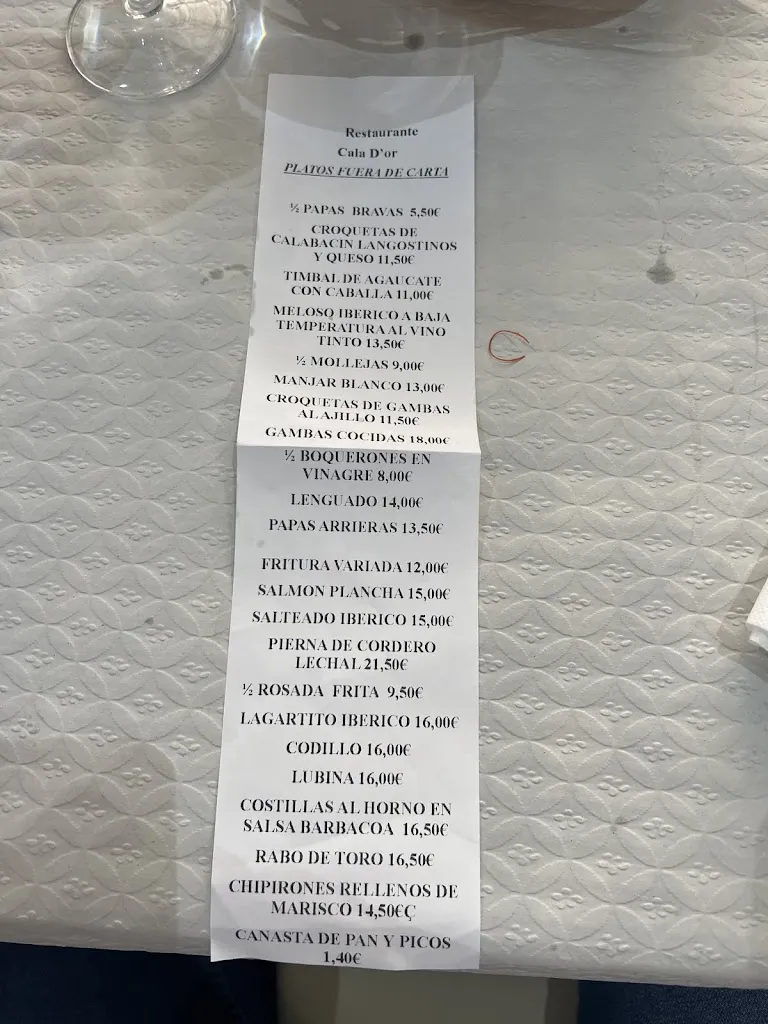 Restaurante
Cala D'or
PLATOS FUERA DE CARTA
½ PAPAS BRAVAS 5,50€
CROQUETAS DE
CALABACIN LANGOSTINOS
Y QUESO 11,50€
TIMBAL DE AGAUCATE
CON CABALLA 11,00€
MELOSO IBERICO A BAJA
TEMPERATURA AL VINO
TINTO 13,50€
½ MOLLEJAS 9,00€
MANJAR BLANCO 13,00€
CROQUETAS DE GAMBAS
AL AJILLO 11,50€
GAMBAS COCIDAS 18,00€
½ BOQUERONES EN
VINAGRE 8,00€
LENGUADO 14,00€
PAPAS ARRIERAS 13,50€
FRITURA VARIADA 12,00€
SALMON PLANCHA 15,00€
SALTEADO IBERICO 15,00€
PIERNA DE CORDERO
LECHAL 21,50€
½ ROSADA FRITA 9,50€
LAGARTITO IBERICO 16,00€
CODILLO 16,00€
LUBINA 16,00€
COSTILLAS AL HORNO EN
SALSA BARBACOA 16,50€
RABO DE TORO 16,50€
CHIPIRONES RELLENOS DE
MARISCO 14,50€Ç
CANASTA DE PAN Y PICOS
1,40€